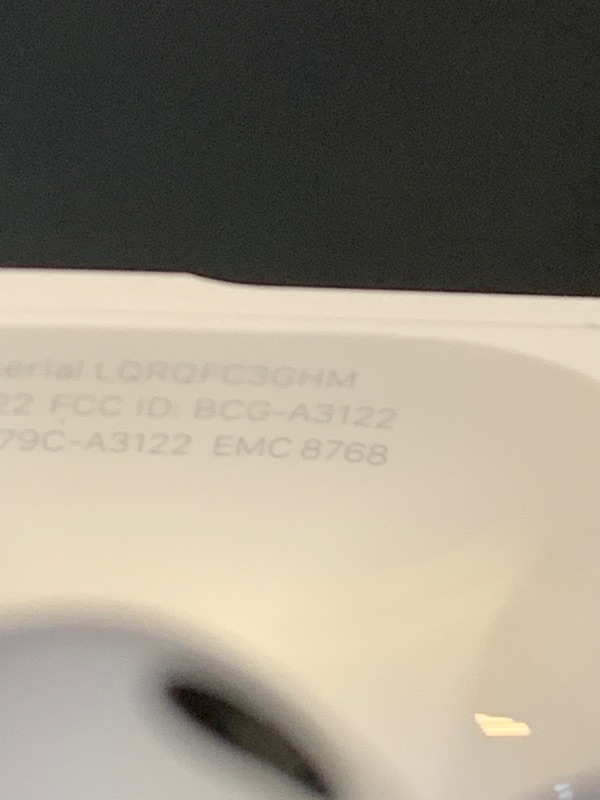 erial LQRQFC3GHM
22 FCC ID: BCG-A3122
79C-A3122 EMC 8768